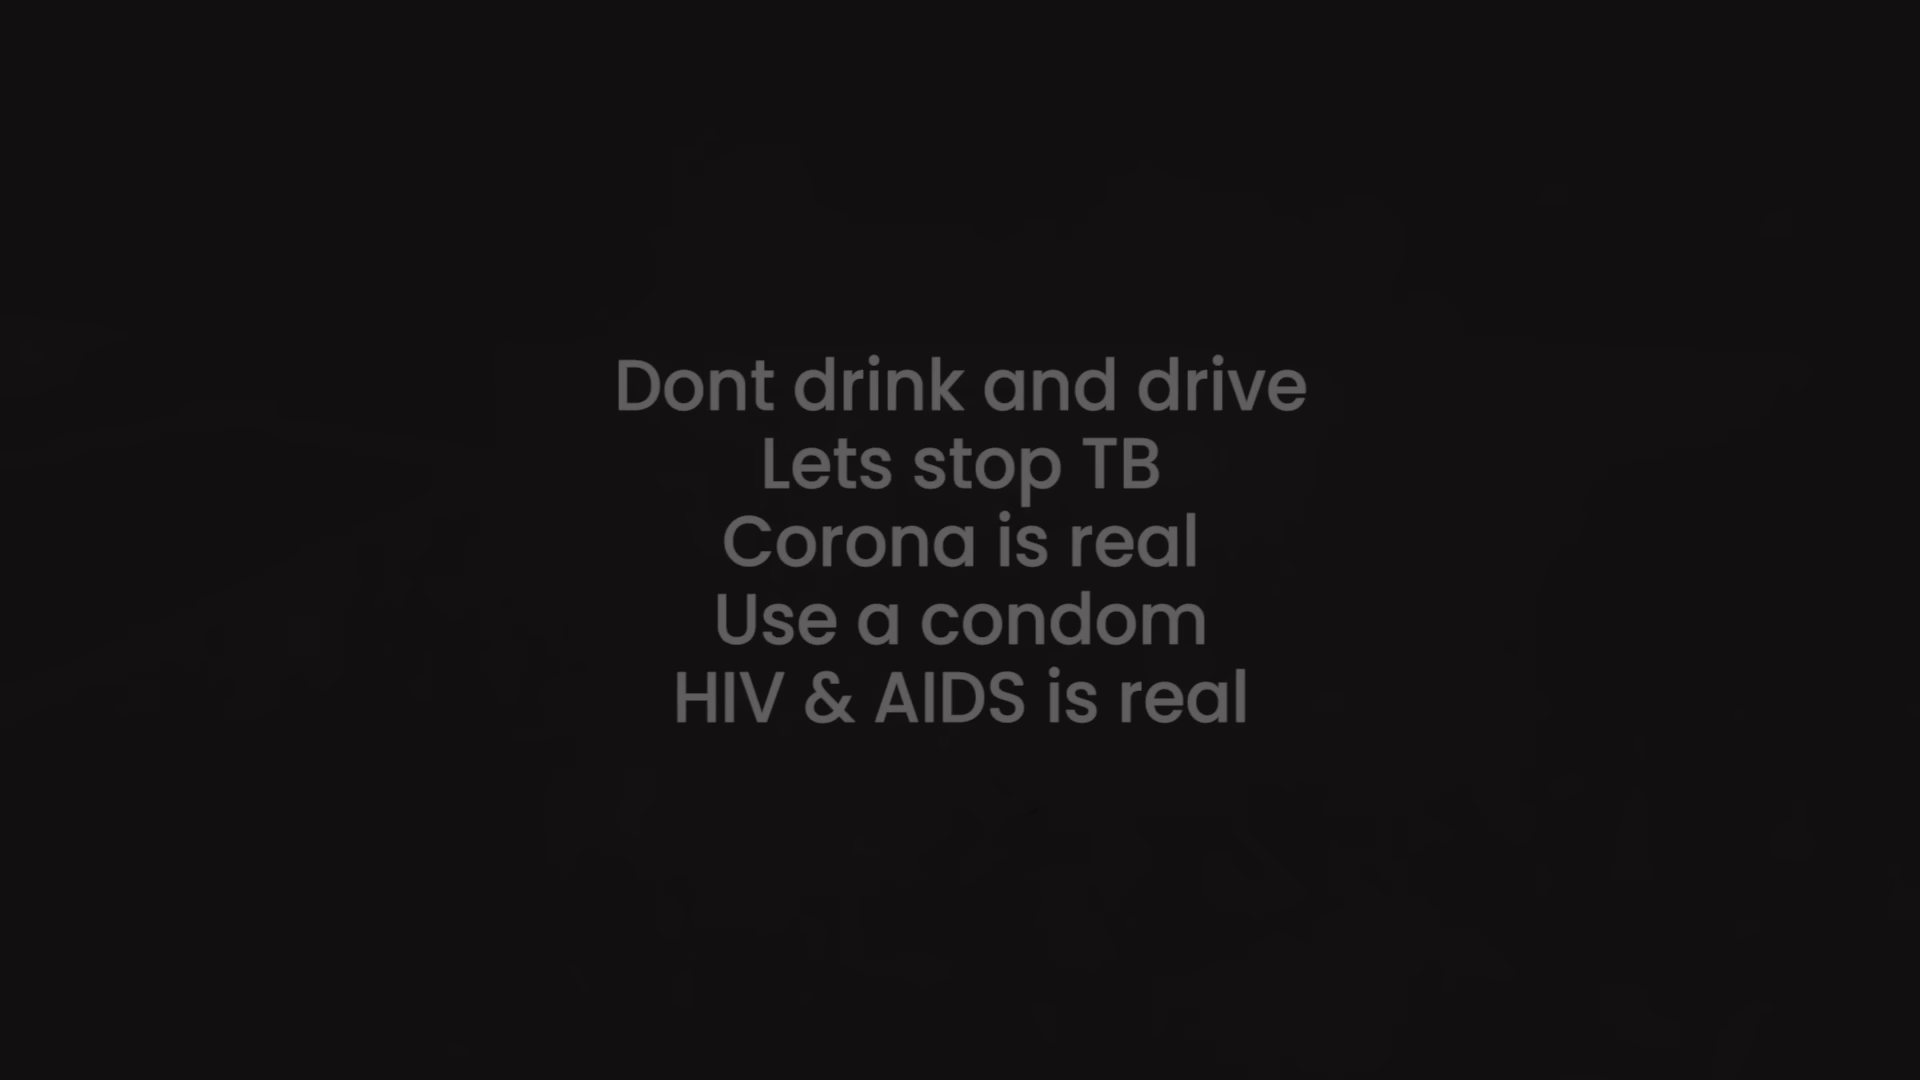 Dont drink and drive
Lets stop TB
Corona is real
Use a condom
HIV & AIDS is real